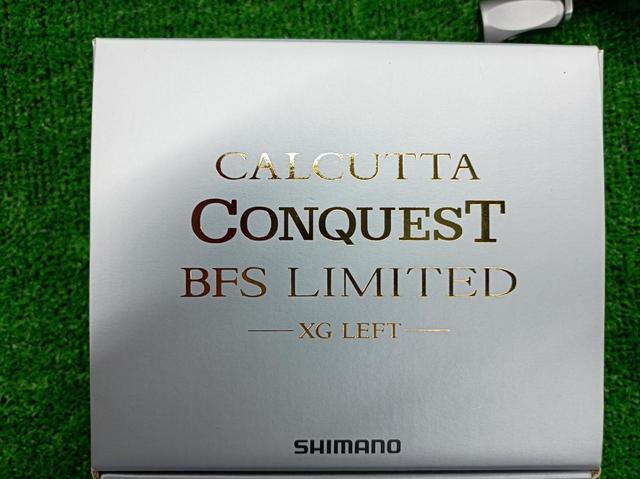 CALCUTTA
CONQUEST
BFS LIMITED
XG LEFT
SHIMANO